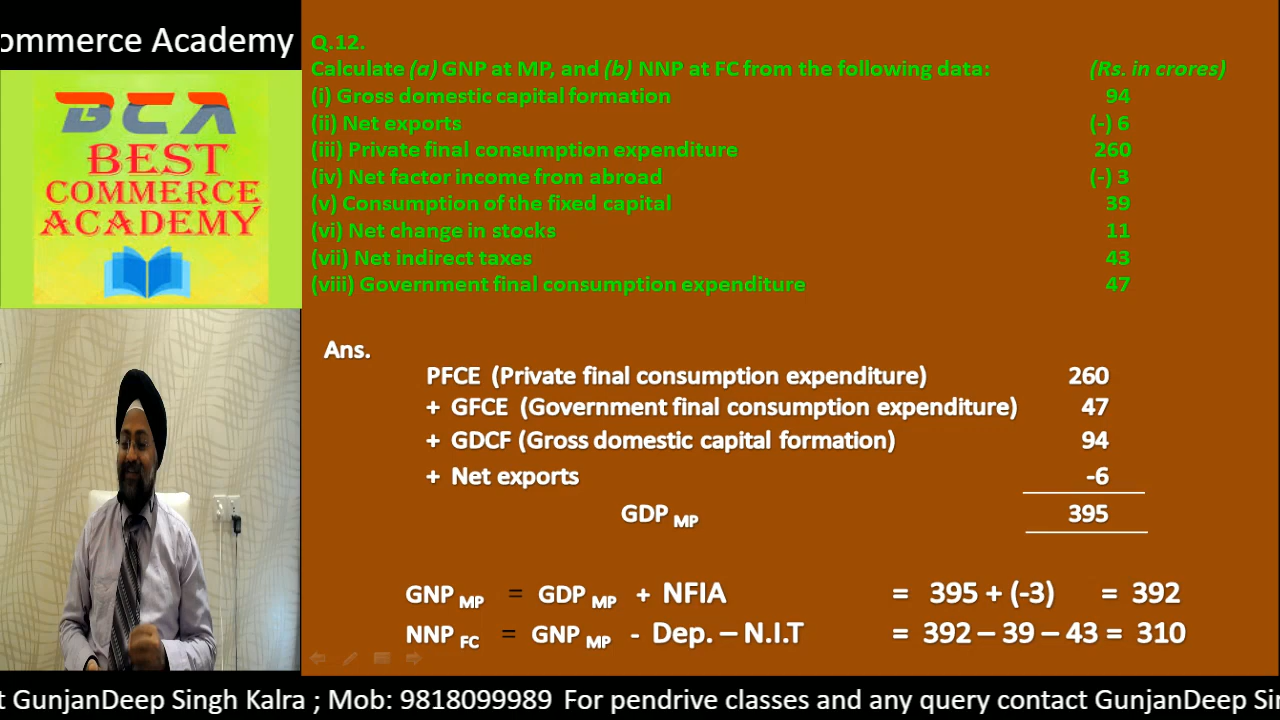 ommerce Academy
BCA
BEST
COMMERCE
ACADEMY
Q.12.
Calculate (a) GNP at MP, and (b) NNP at FC from the following data: (Rs. in crores)
(i) Gross domestic capital formation 94
(ii) Net exports (-) 6
(iii) Private final consumption expenditure 260
(iv) Net factor income from abroad (-) 3
(v) Consumption of the fixed capital 39
(vi) Net change in stocks 11
(vii) Net indirect taxes 43
(viii) Government final consumption expenditure 47
Ans.
PFCE (Private final consumption expenditure) 260
+ GFCE (Government final consumption expenditure) 47
+ GDCF (Gross domestic capital formation) 94
+ Net exports -6
GDP MP 395
GNP MP = GDP MP + NFIA = 395 + (-3) = 392
NNP FC = GNP MP - Dep. – N.I.T = 392 – 39 – 43 = 310
t GunjanDeep Singh Kalra ; Mob: 9818099989 For pendrive classes and any query contact GunjanDeep Si